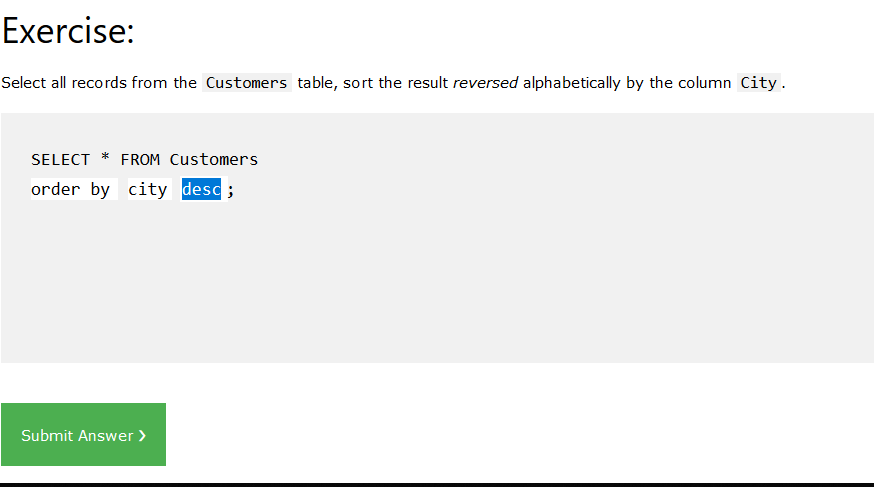 Exercise:
Select all records from the Customers table, sort the result reversed alphabetically by the column City.
SELECT * FROM Customers
order by city desc;
Submit Answer ❯